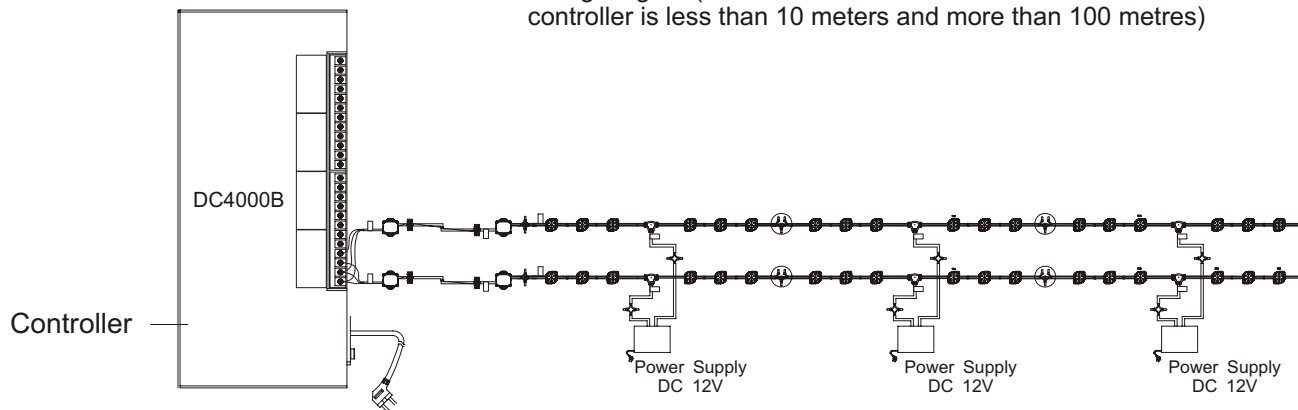 controller is less than 10 meters and more than 100 metres)
DC4000B
Controller
Power Supply
DC 12V
Power Supply
DC 12V
Power Supply
DC 12V